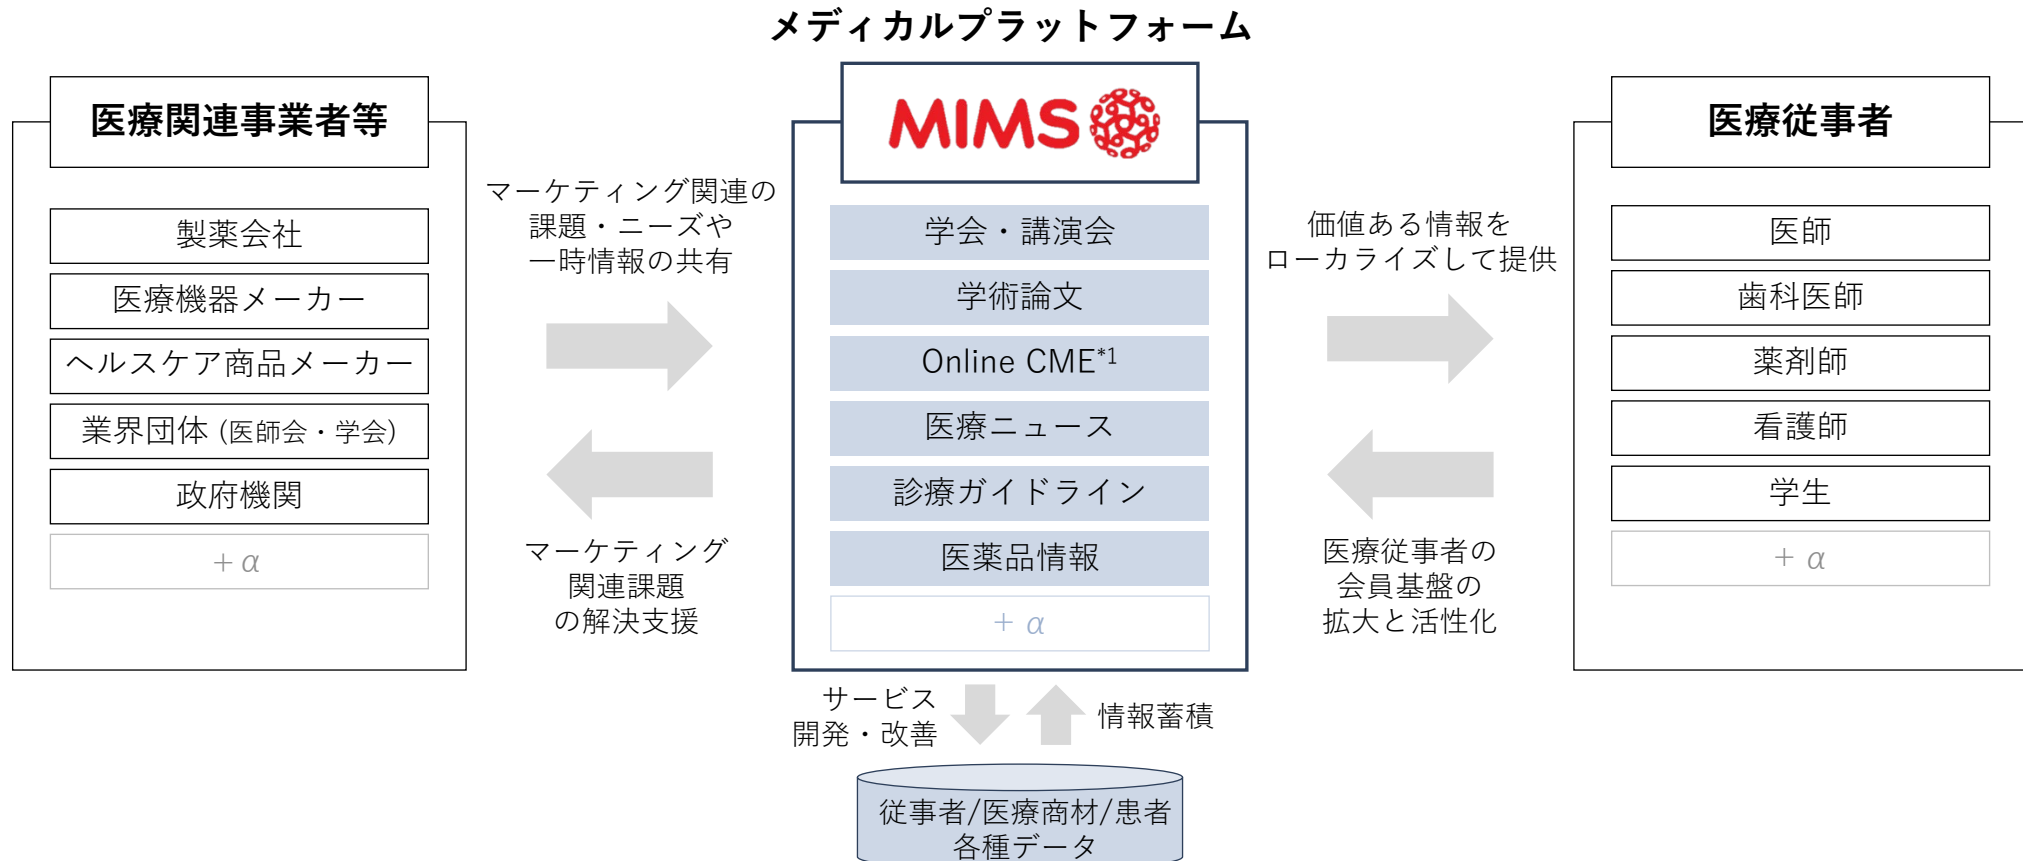 メディカルプラットフォーム
医療関連事業者等
製薬会社
医療機器メーカー
ヘルスケア商品メーカー
業界団体 (医師会・学会)
政府機関
+ α
マーケティング関連の
課題・ニーズや
一時情報の共有
マーケティング
関連課題
の解決支援
MIMS
学会・講演会
学術論文
Online CME*1
医療ニュース
診療ガイドライン
医薬品情報
+ α
価値ある情報を
ローカライズして提供
医療従事者の
会員基盤の
拡大と活性化
医療従事者
医師
歯科医師
薬剤師
看護師
学生
+ α
サービス
開発・改善
情報蓄積
従事者/医療商材/患者
各種データ